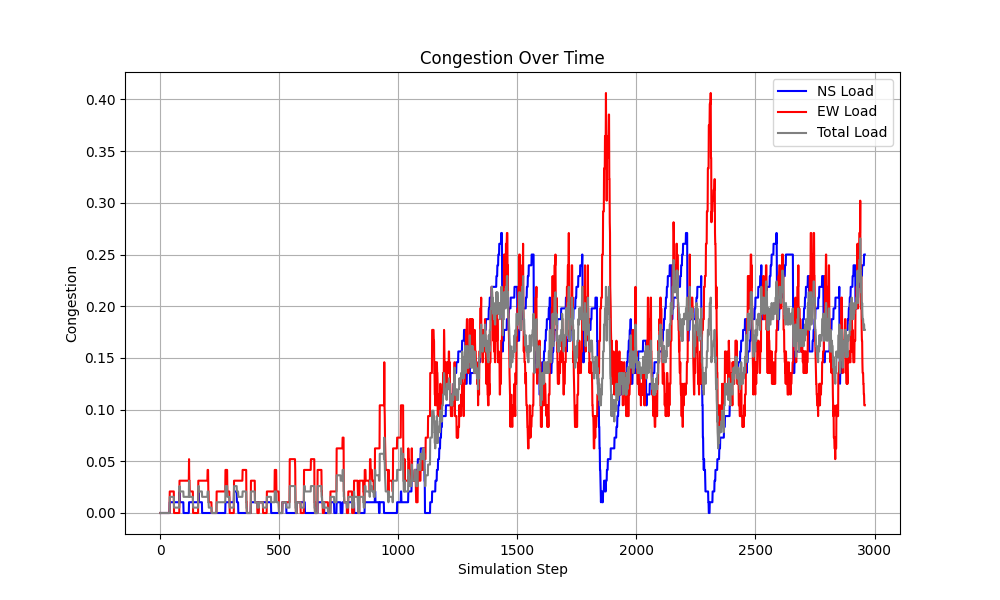 Congestion Over Time
NS Load
EW Load
Total Load
Congestion
0.40
0.35
0.30
0.25
0.20
0.15
0.10
0.05
0.00
0 500 1000 1500 2000 2500 3000
Simulation Step